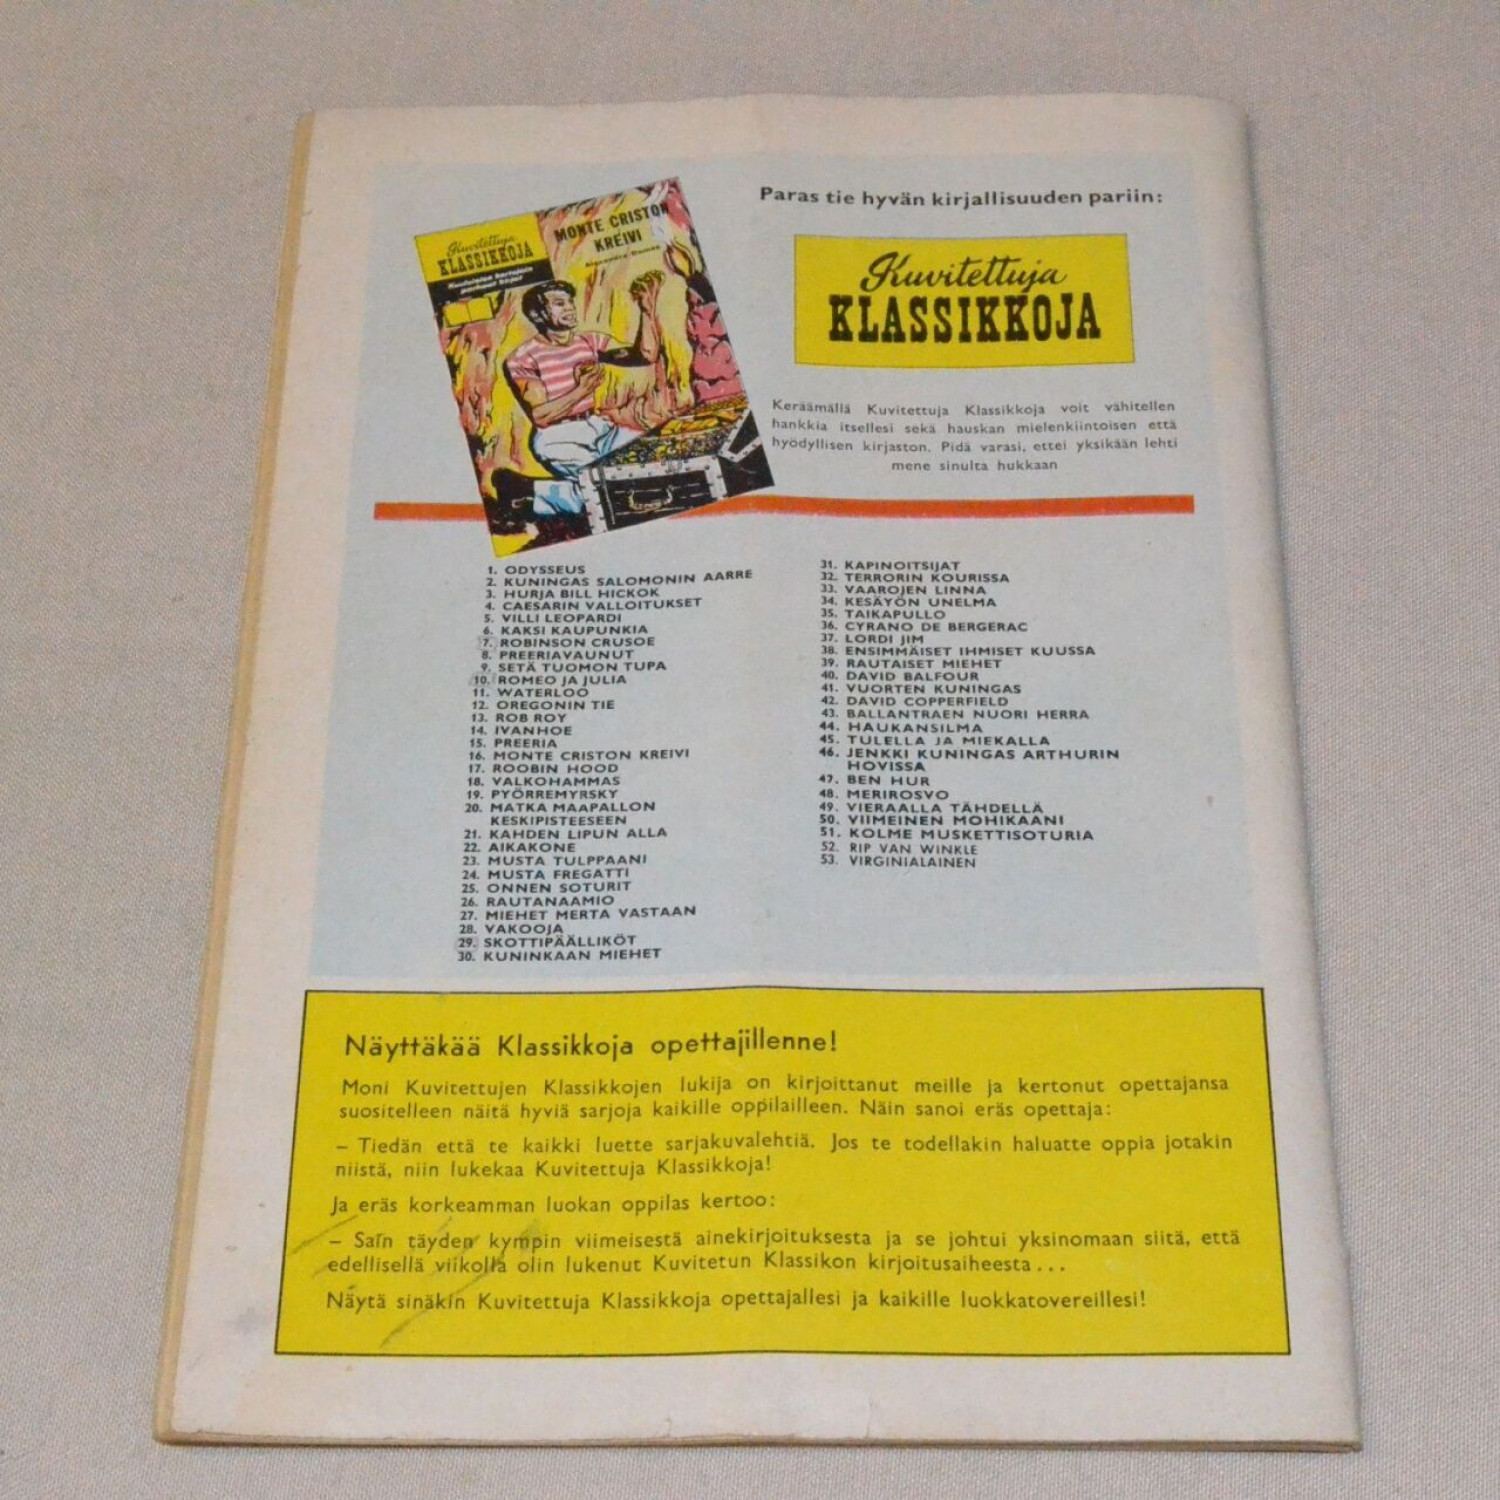 Kuvitettuja
KLASSIKKOJA
MONTE CRISTON
KREIVI
Alexandre Dumas
Paras tie hyvän kirjallisuuden pariin:
Kuvitettuja
KLASSIKKOJA
Keräämällä Kuvitettuja Klassikkoja voit vähitellen
hankkia itsellesi sekä hauskan mielenkiintoisen että
hyödyllisen kirjaston. Pidä varasi, ettei yksikään lehti
mene sinulta hukkaan
1. ODYSSEUS
2. KUNINGAS SALOMONIN AARRE
3. HURJA BILL HICKOK
4. CAESARIN VALLOITUKSET
5. VILLI LEOPARDI
6. KAKSI KAUPUNKIA
7. ROBINSON CRUSOE
8. PREERIAVAUNUT
9. SETÄ TUOMON TUPA
10. ROMEO JA JULIA
11. WATERLOO
12. OREGONIN TIE
13. ROB ROY
14. IVANHOE
15. PREERIA
16. MONTE CRISTON KREIVI
17. ROOBIN HOOD
18. VALKOHAMMAS
19. PYÖRREMYRSKY
20. MATKA MAAPALLON
KESKIPISTEESEEN
21. KAHDEN LIPUN ALLA
22. AIKAKONE
23. MUSTA TULPPAANI
24. MUSTA FREGATTI
25. ONNEN SOTURIT
26. RAUTANAAMIO
27. MIEHET MERTA VASTAAN
28. VAKOOJA
29. SKOTTIPÄÄLLIKÖT
30. KUNINKAAN MIEHET
31. KAPINOITSIJAT
32. TERRORIN KOURISSA
33. VAAROJEN LINNA
34. KESÄYÖN UNELMA
35. TAIKAPULLO
36. CYRANO DE BERGERAC
37. LORDI JIM
38. ENSIMMÄISET IHMISET KUUSSA
39. RAUTAISET MIEHET
40. DAVID BALFOUR
41. VUORTEN KUNINGAS
42. DAVID COPPERFIELD
43. BALLANTRAEN NUORI HERRA
44. HAUKANSILMA
45. TULELLA JA MIEKALLA
46. JENKKI KUNINGAS ARTHURIN
HOVISSA
47. BEN HUR
48. MERIROSVO
49. VIERAALLA TÄHDELLÄ
50. VIIMEINEN MOHIKAANI
51. KOLME MUSKETTISOTURIA
52. RIP VAN WINKLE
53. VIRGINIALAINEN
Näyttäkää Klassikkoja opettajillenne!
Moni Kuvitettujen Klassikkojen lukija on kirjoittanut meille ja kertonut opettajansa
suositelleen näitä hyviä sarjoja kaikille oppilailleen. Näin sanoi eräs opettaja:
– Tiedän että te kaikki luette sarjakuvalehtiä. Jos te todellakin haluatte oppia jotakin
niistä, niin lukekaa Kuvitettuja Klassikkoja!
Ja eräs korkeamman luokan oppilas kertoo:
– Sain täyden kympin viimeisestä ainekirjoituksesta ja se johtui yksinomaan siitä, että
edellisellä viikolla olin lukenut Kuvitetun Klassikon kirjoitusaiheesta...
Näytä sinäkin Kuvitettuja Klassikkoja opettajallesi ja kaikille luokkatovereillesi!